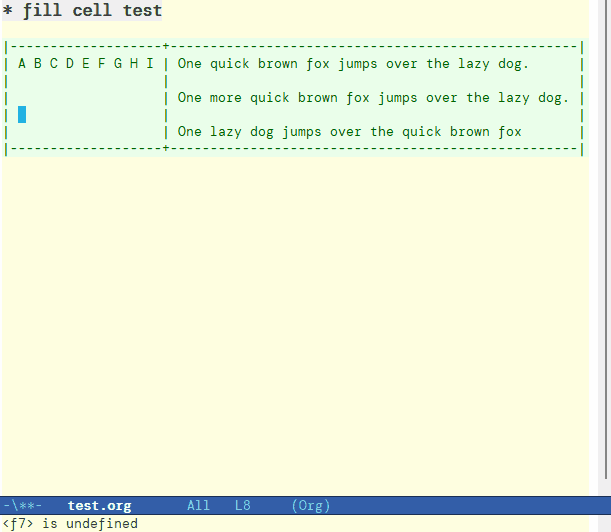 * fill cell test
|-------------------+---------------------------------------------------|
| A B C D E F G H I | One quick brown fox jumps over the lazy dog.      |
|                   |                                                   |
|                   | One more quick brown fox jumps over the lazy dog. |
|                   |                                                   |
|                   | One lazy dog jumps over the quick brown fox       |
|-------------------+---------------------------------------------------|
-\**-   test.org       All   L8     (Org)
<f7> is undefined